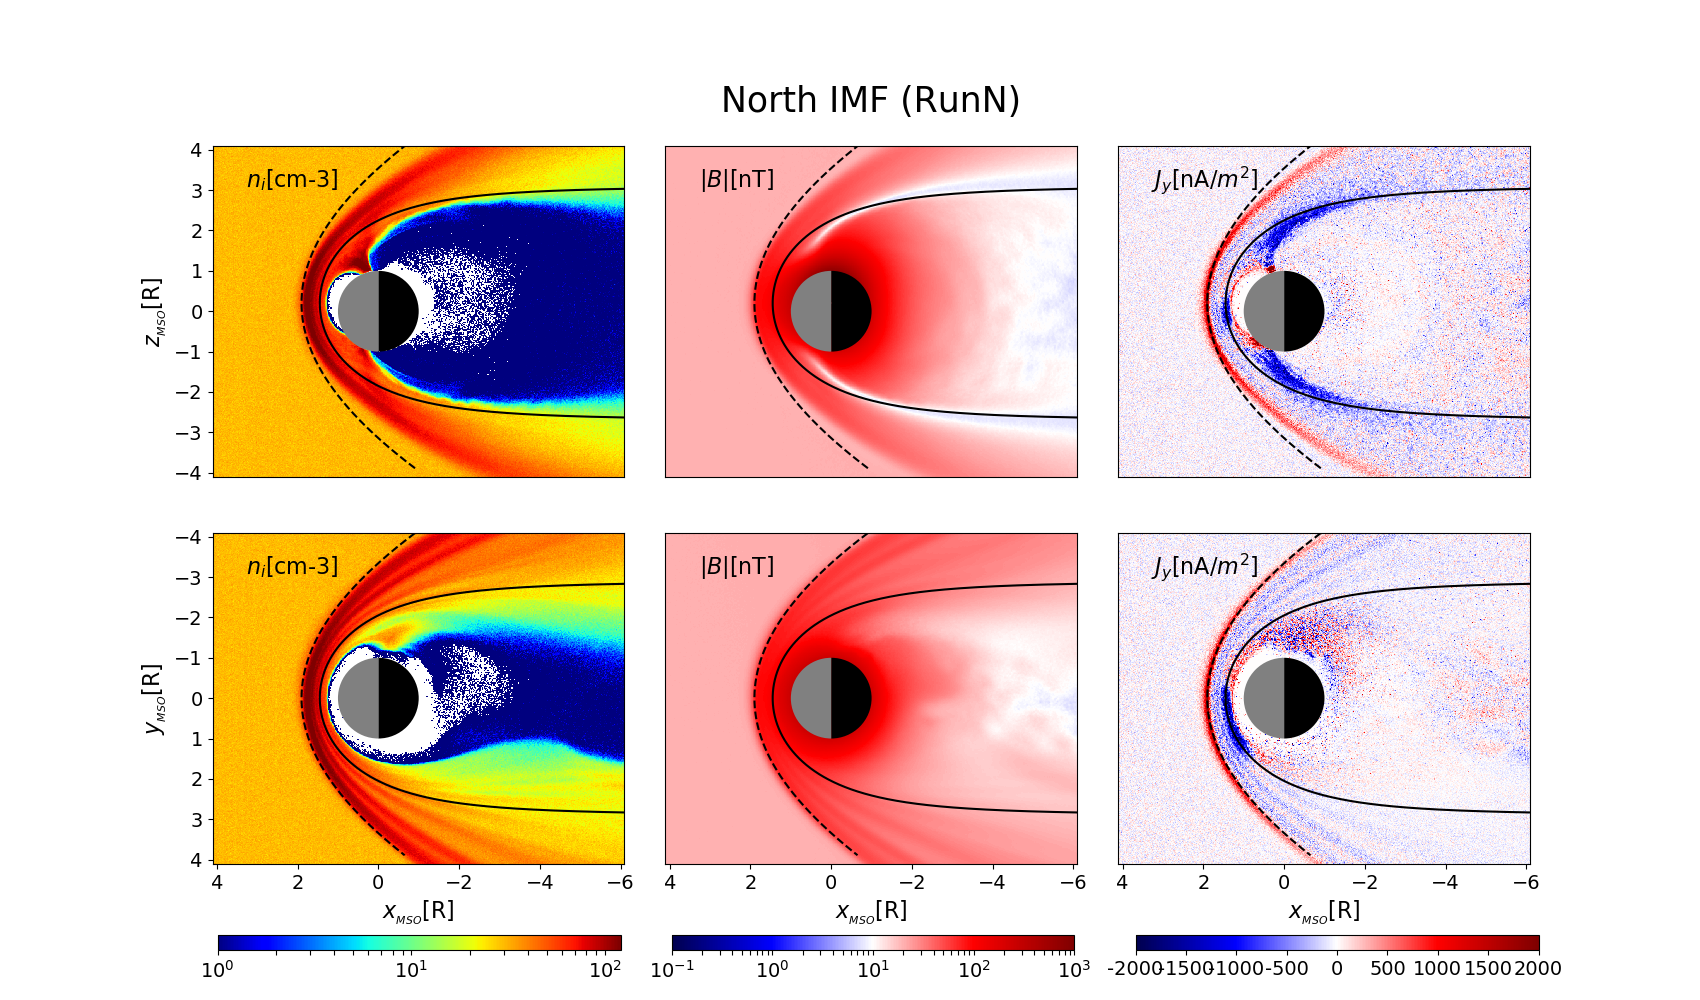 North IMF (RunN)
n_i[cm-3]
|B|[nT]
J_y[nA/m^2]
z_MSO[R]
4
3
2
1
0
−1
−2
−3
−4
n_i[cm-3]
|B|[nT]
J_y[nA/m^2]
y_MSO[R]
−4
−3
−2
−1
0
1
2
3
4
4 2 0 −2 −4 −6
4 2 0 −2 −4 −6
4 2 0 −2 −4 −6
x_MSO[R]
x_MSO[R]
x_MSO[R]
10^0 10^1 10^2
10^−1 10^0 10^1 10^2 10^3
-2000 -1500 -1000 -500 0 500 1000 1500 2000